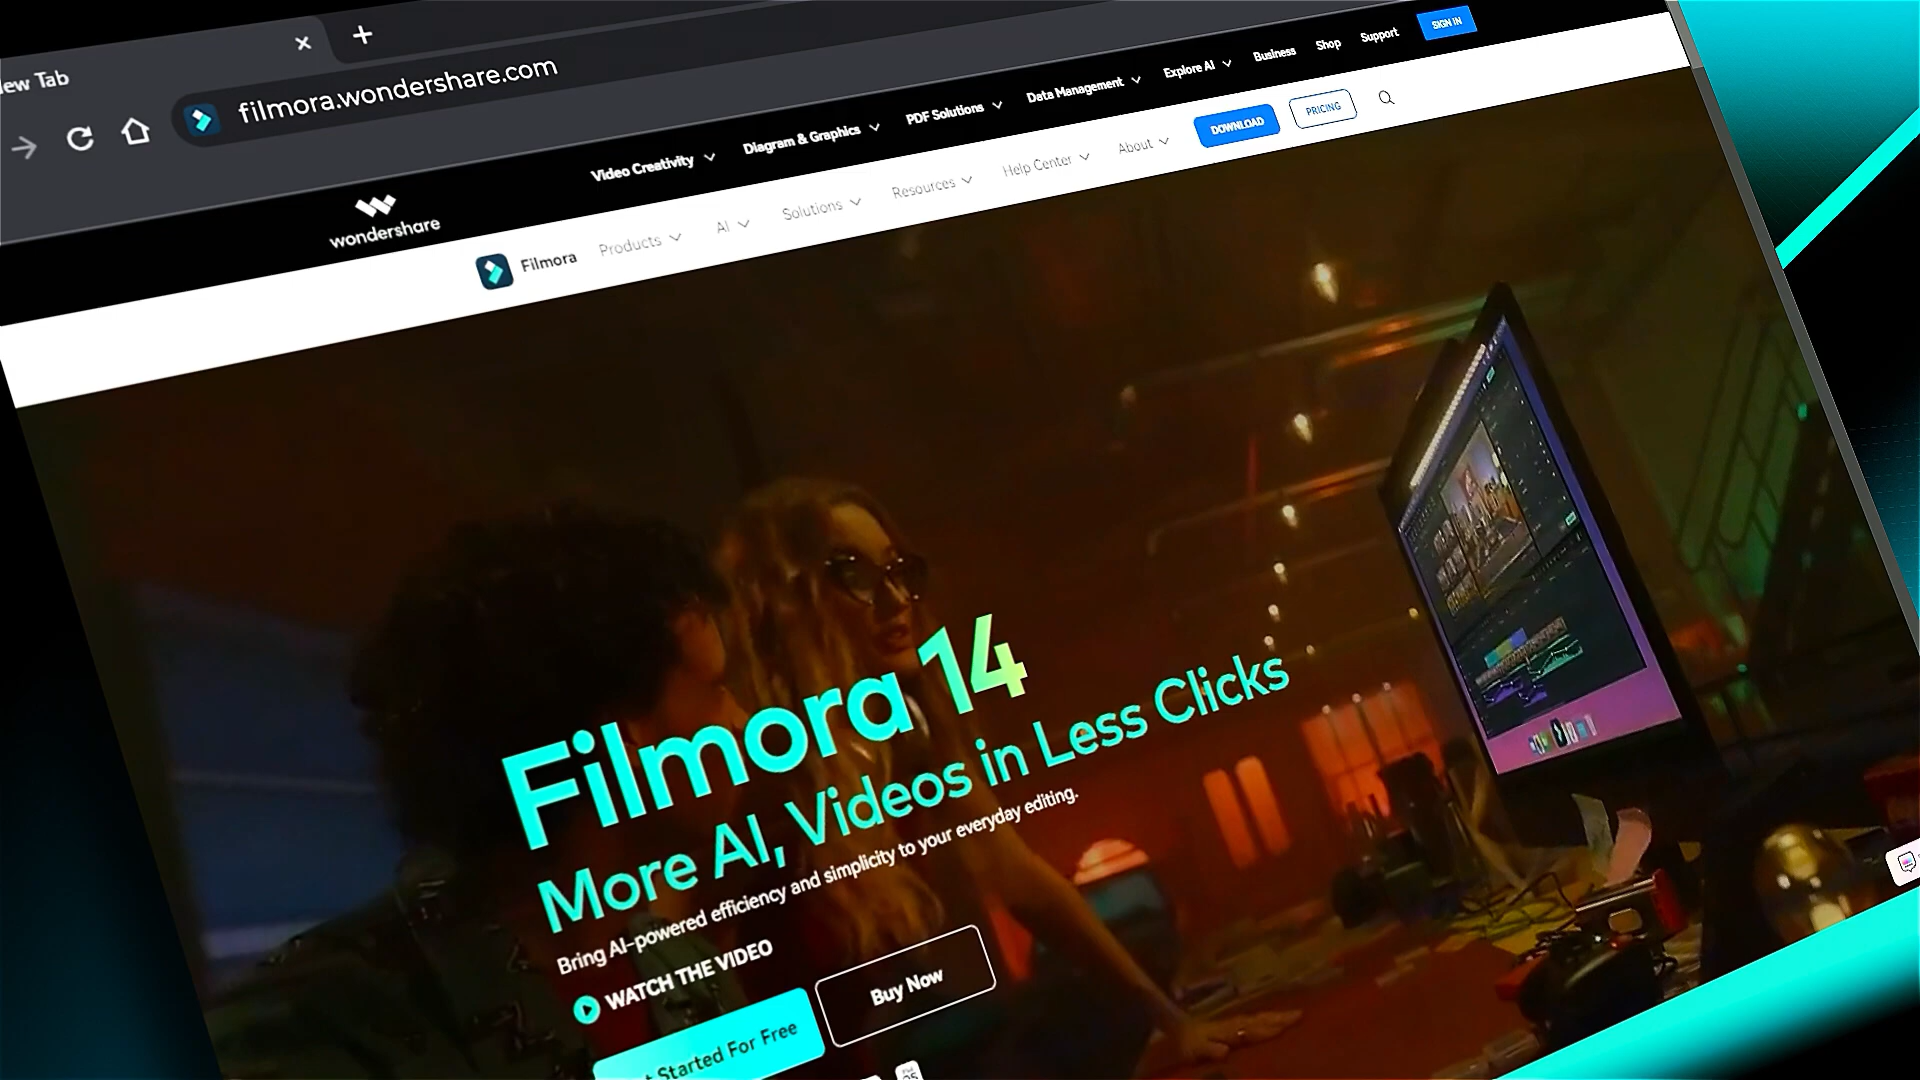 New Tab
filmora.wondershare.com
Video Creativity
Diagram & Graphics
PDF Solutions
Data Management
Explore AI
Business
Shop
Support
SIGN IN
wondershare
Filmora
Products
AI
Solutions
Resources
Help Center
About
DOWNLOAD
PRICING
Filmora 14
More AI, Videos in Less Clicks
Bring AI-powered efficiency and simplicity to your everyday editing.
WATCH THE VIDEO
Started For Free
Buy Now